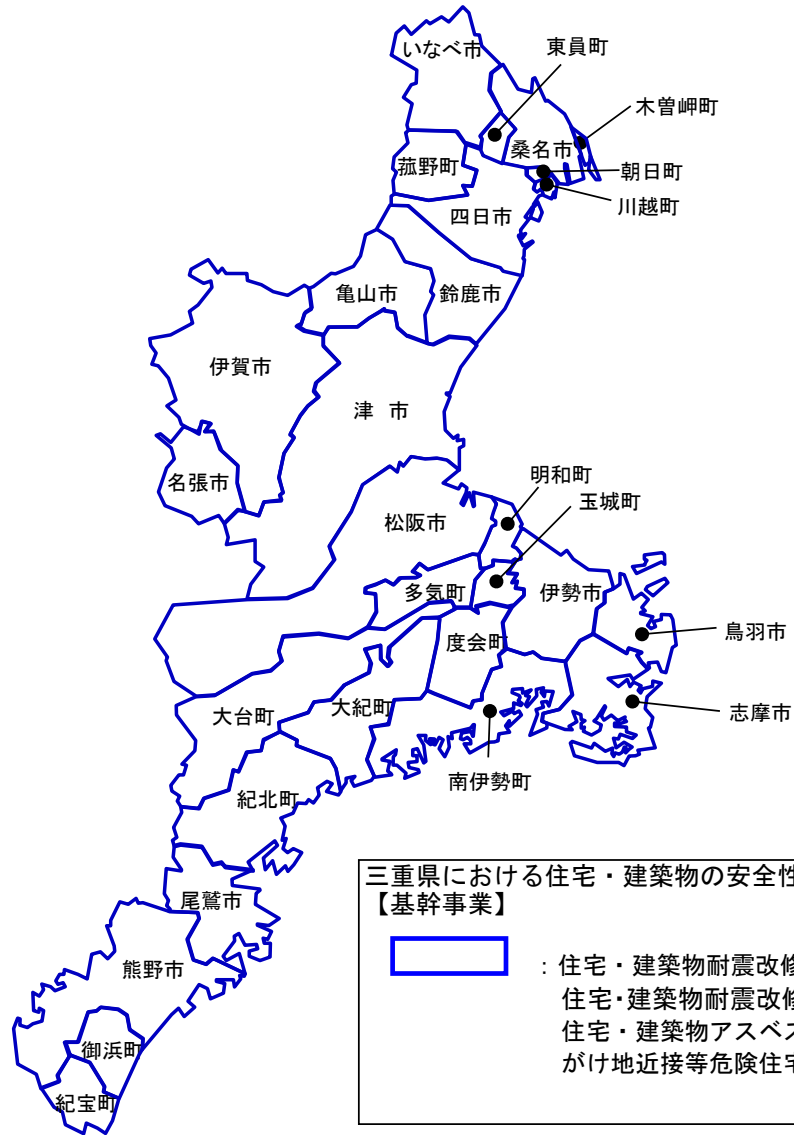 いなべ市
東員町
木曽岬町
桑名市
菰野町
朝日町
川越町
四日市
亀山市
鈴鹿市
伊賀市
津 市
名張市
明和町
玉城町
松阪市
多気町
伊勢市
鳥羽市
度会町
大台町
大紀町
志摩市
南伊勢町
紀北町
尾鷲市
熊野市
御浜町
紀宝町
三重県における住宅・建築物の安全性
【基幹事業】
：住宅・建築物耐震改修
住宅・建築物耐震改修
住宅・建築物アスベス
がけ地近接等危険住宅